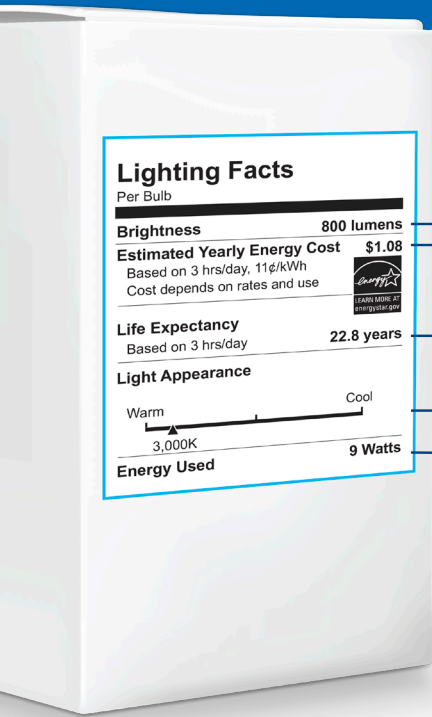 Lighting Facts
Per Bulb
Brightness 800 lumens
Estimated Yearly Energy Cost $1.08
Based on 3 hrs/day, 11¢/kWh
Cost depends on rates and use
energy
LEARN MORE AT
energystar.gov
Life Expectancy
Based on 3 hrs/day 22.8 years
Light Appearance
Warm Cool
3,000K
Energy Used 9 Watts